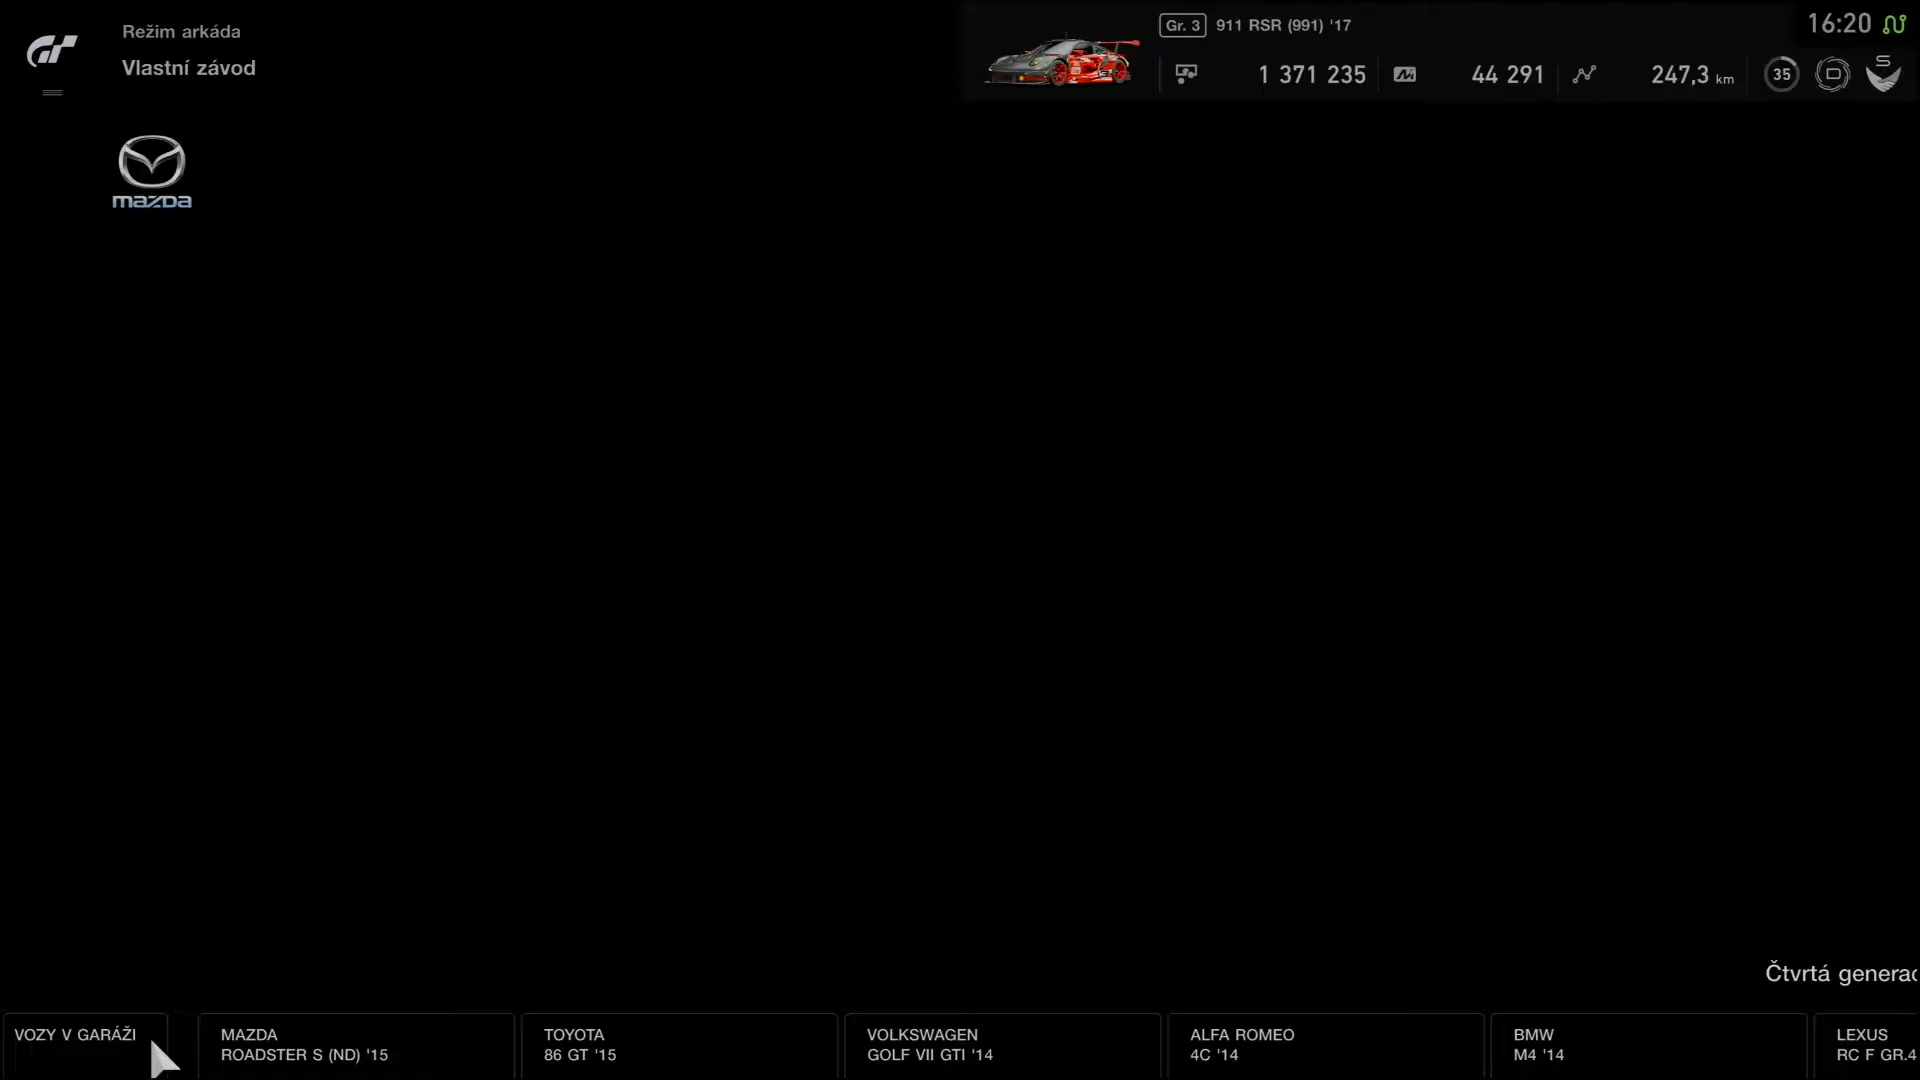 Režim arkáda
Vlastní závod
Gr. 3 911 RSR (991) '17
16:20
1 371 235
44 291
247,3 km
35
S
mazda
Čtvrtá generac
VOZY V GARÁŽI
MAZDA
ROADSTER S (ND) '15
TOYOTA
86 GT '15
VOLKSWAGEN
GOLF VII GTI '14
ALFA ROMEO
4C '14
BMW
M4 '14
LEXUS
RC F GR.4